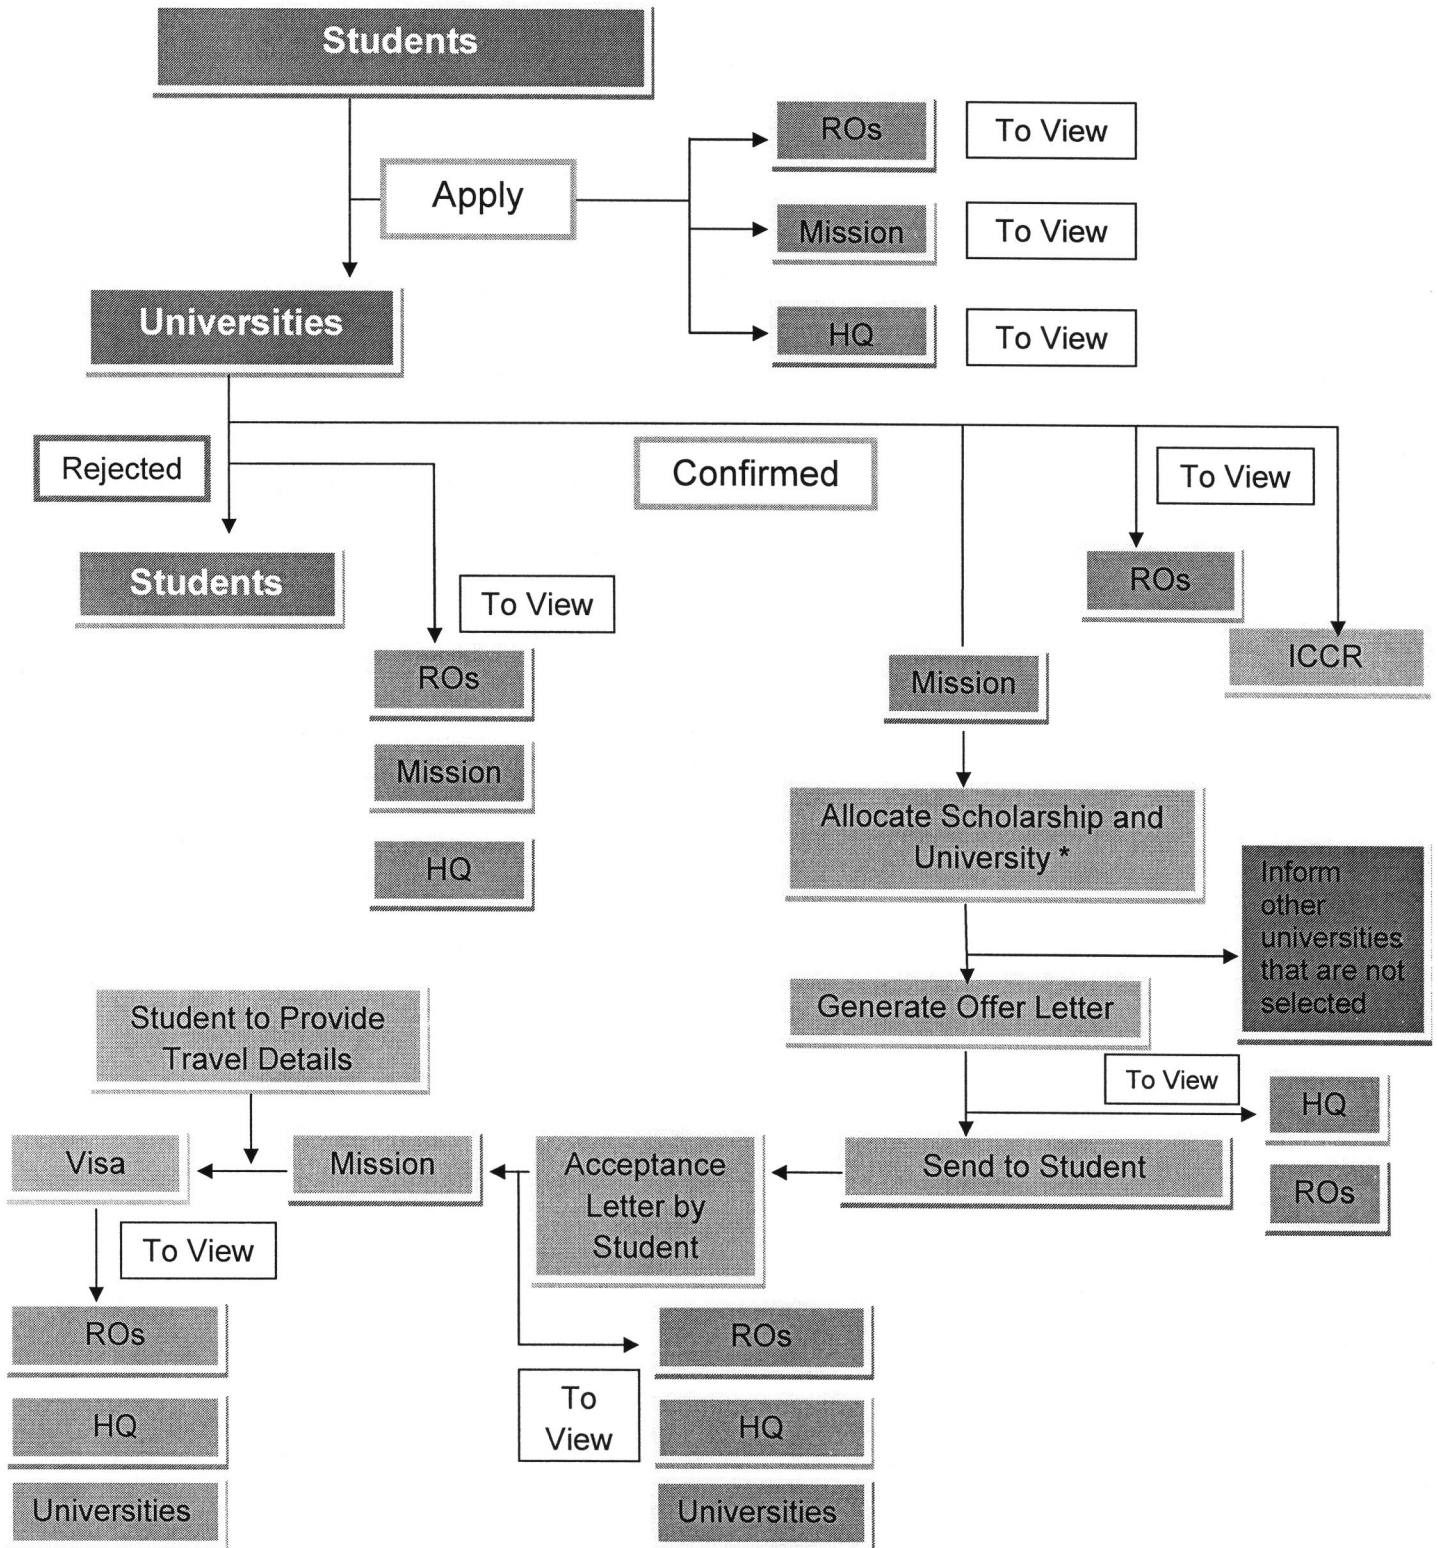 Students
ROs
To View
Apply
Mission
To View
Universities
HQ
To View
Rejected
Confirmed
To View
Students
To View
ROs
ICCR
ROs
Mission
Mission
HQ
Allocate Scholarship and
University *
Inform
other
universities
that are not
selected
Generate Offer Letter
Student to Provide
Travel Details
To View
HQ
Visa
Mission
Acceptance
Letter by
Student
Send to Student
ROs
To View
ROs
HQ
Universities
To
View
ROs
HQ
Universities